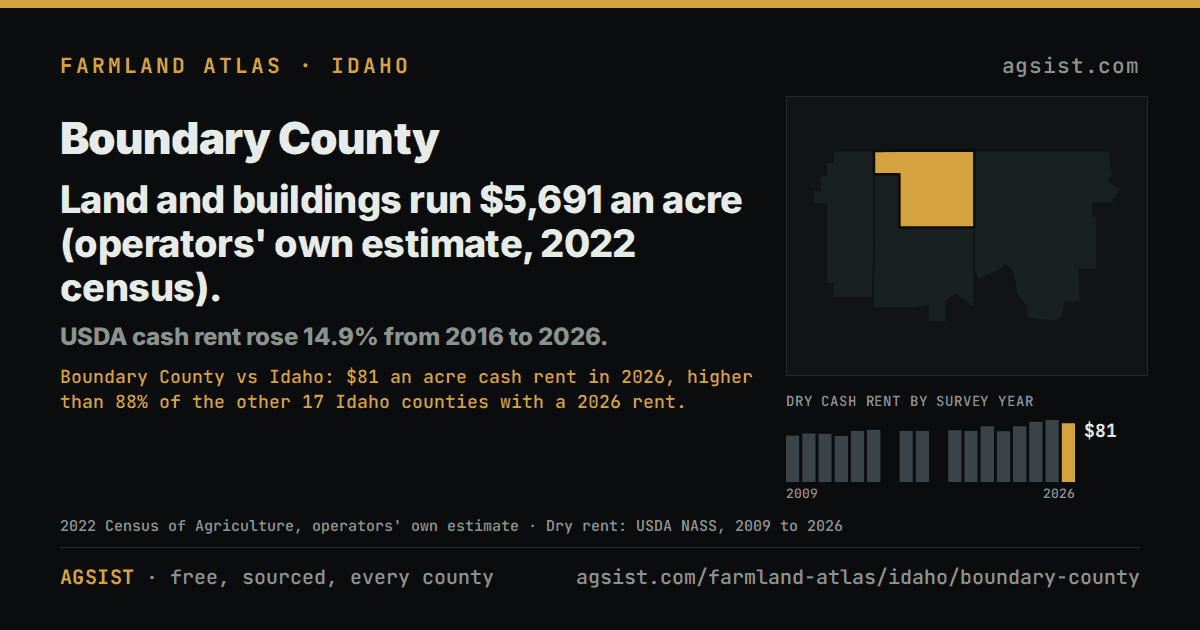 FARMLAND ATLAS · IDAHO
agsist.com
Boundary County
Land and buildings run $5,691 an acre
(operators' own estimate, 2022
census).
USDA cash rent rose 14.9% from 2016 to 2026.
Boundary County vs Idaho: $81 an acre cash rent in 2026, higher
than 88% of the other 17 Idaho counties with a 2026 rent.
DRY CASH RENT BY SURVEY YEAR
$81
2009 2026
2022 Census of Agriculture, operators' own estimate · Dry rent: USDA NASS, 2009 to 2026
AGSIST · free, sourced, every county
agsist.com/farmland-atlas/idaho/boundary-county